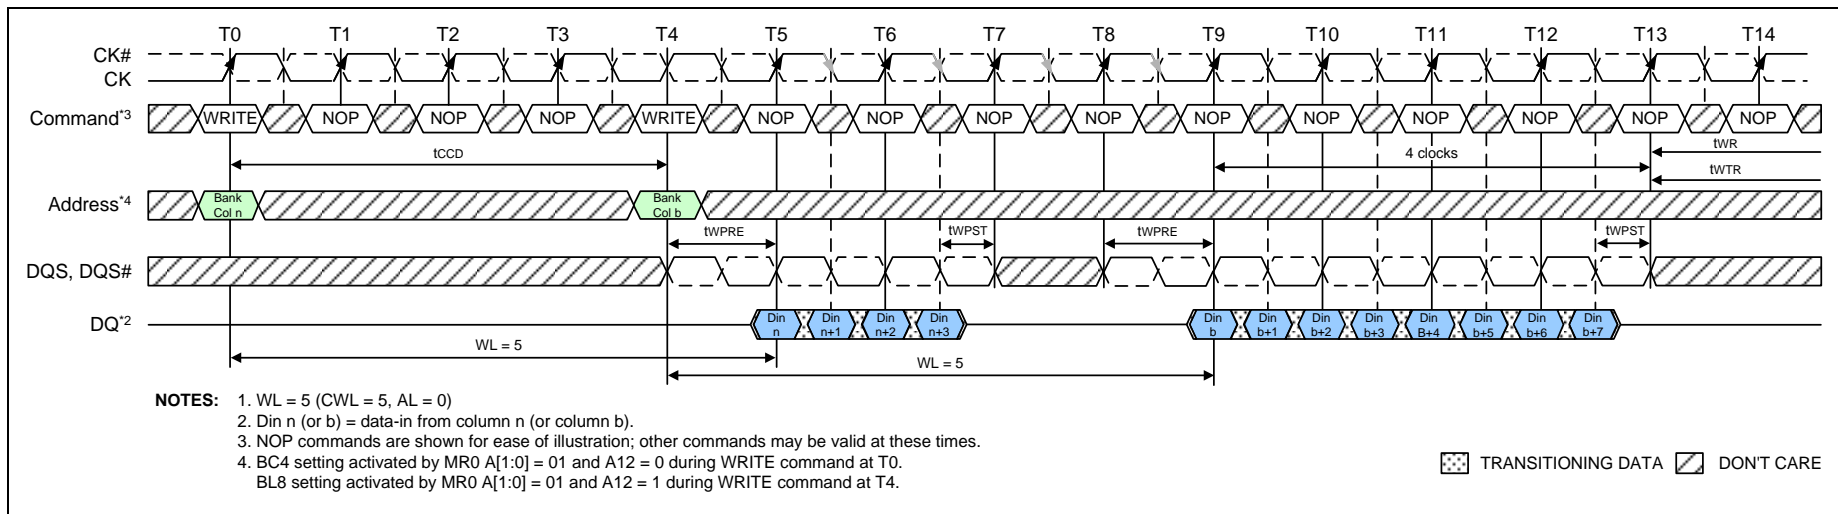 T0 T1 T2 T3 T4 T5 T6 T7 T8 T9 T10 T11 T12 T13 T14
CK#
CK
Command*3 WRITE NOP NOP NOP WRITE NOP NOP NOP NOP NOP NOP NOP NOP NOP NOP
tCCD 4 clocks tWR
tWTR
Address*4 Bank Col n Bank Col b
tWPRE tWPST tWPRE tWPST
DQS, DQS#
DQ*2 Din n Din n+1 Din n+2 Din n+3 Din b Din b+1 Din b+2 Din b+3 Din B+4 Din b+5 Din b+6 Din b+7
WL = 5
WL = 5
NOTES: 1. WL = 5 (CWL = 5, AL = 0)
2. Din n (or b) = data-in from column n (or column b).
3. NOP commands are shown for ease of illustration; other commands may be valid at these times.
4. BC4 setting activated by MR0 A[1:0] = 01 and A12 = 0 during WRITE command at T0.
BL8 setting activated by MR0 A[1:0] = 01 and A12 = 1 during WRITE command at T4.
TRANSITIONING DATA DON'T CARE